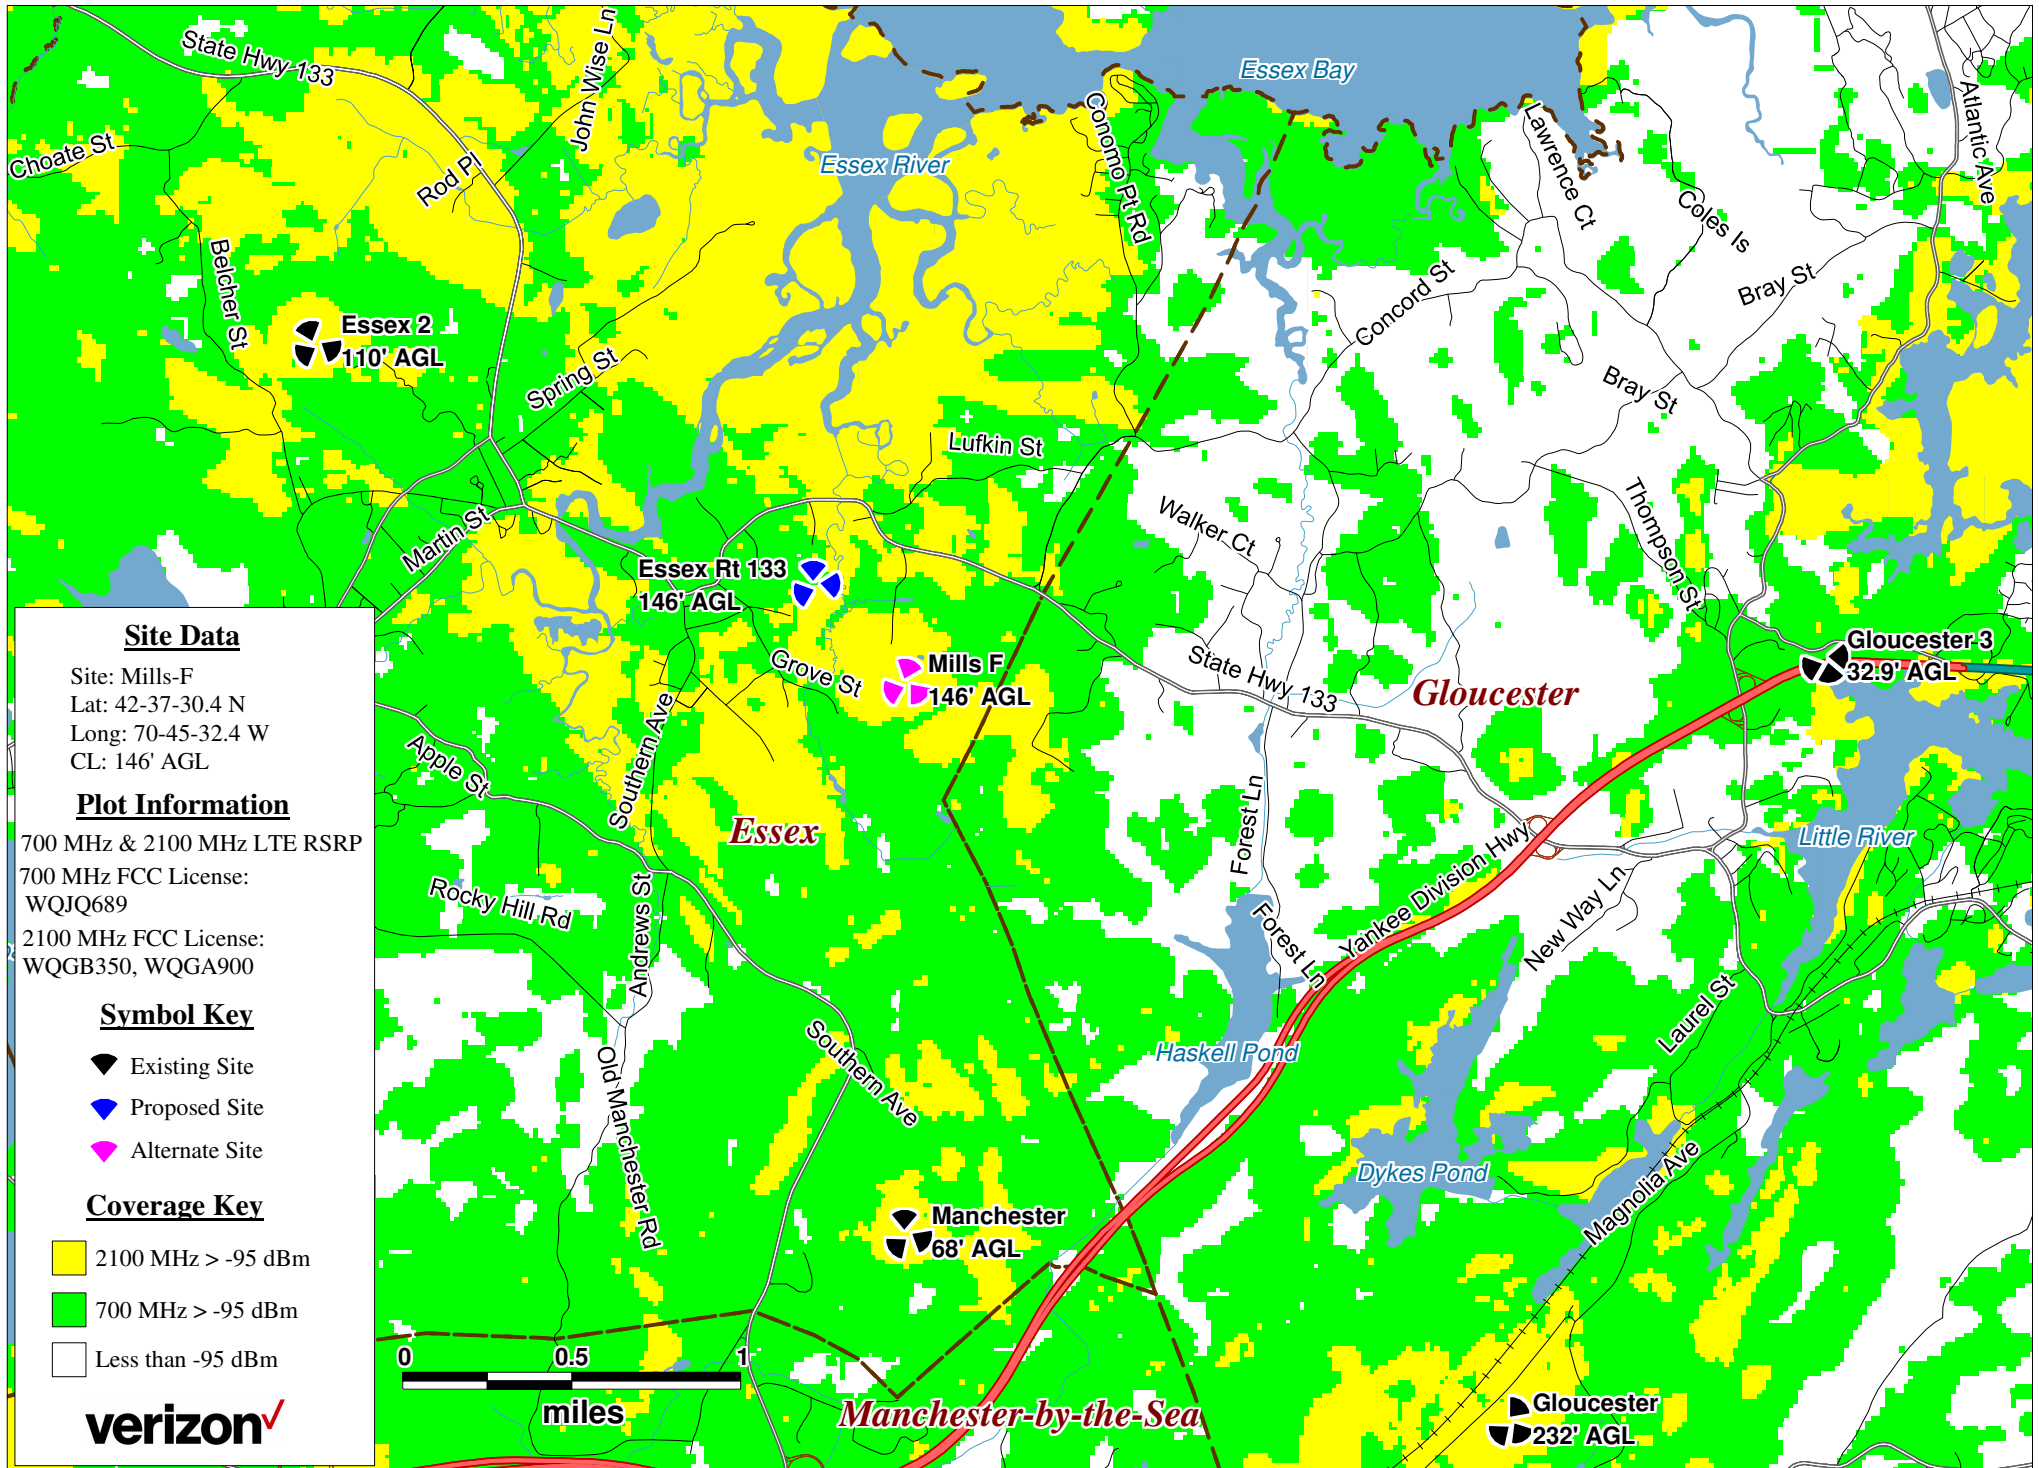 State Hwy 133
John Wise Ln
Essex Bay
Atlantic Ave
Choate St
Rod Pl
Essex River
Conomo Pt Rd
Lawrence Ct
Coles Is
Bray St
Belcher St
Essex 2
110' AGL
Spring St
Concord St
Bray St
Lufkin St
Martin St
Walker Ct
Thompson St
Essex Rt 133
146' AGL
Grove St
Mills F
146' AGL
State Hwy 133
Gloucester
Gloucester 3
32.9' AGL
Site Data
Site: Mills-F
Lat: 42-37-30.4 N
Long: 70-45-32.4 W
CL: 146' AGL
Plot Information
700 MHz & 2100 MHz LTE RSRP
700 MHz FCC License:
WQJQ689
2100 MHz FCC License:
WQGB350, WQGA900
Symbol Key
Existing Site
Proposed Site
Alternate Site
Coverage Key
2100 MHz > -95 dBm
700 MHz > -95 dBm
Less than -95 dBm
verizon
Apple St
Southern Ave
Essex
Forest Ln
Yankee Division Hwy
Little River
Rocky Hill Rd
Andrews St
Forest Ln
New Way Ln
Laurel St
Old Manchester Rd
Southern Ave
Haskell Pond
Dykes Pond
Magnolia Ave
Manchester
68' AGL
0 0.5 1
miles
Manchester-by-the-Sea
Gloucester
232' AGL